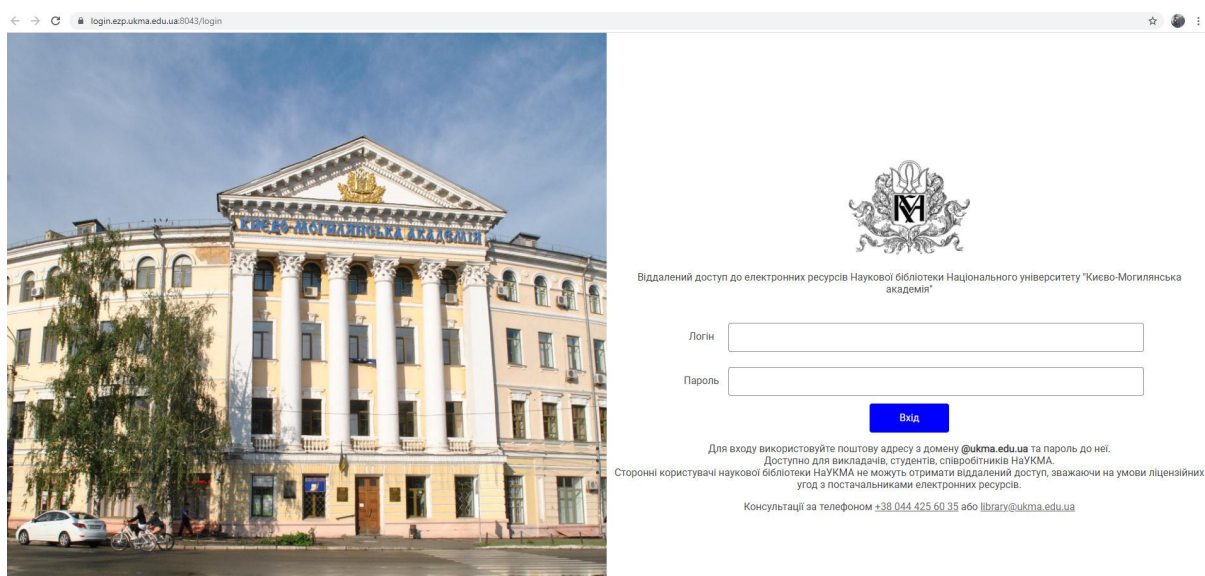 login.ezp.ukma.edu.ua:8043/login
КИЄВО-МОГИЛЯНСЬКА АКАДЕМІЯ
Віддалений доступ до електронних ресурсів Наукової бібліотеки Національного університету "Києво-Могилянська
академія"
Логін
Пароль
Вхід
Для входу використовуйте поштову адресу з домену @ukma.edu.ua та пароль до неї.
Доступно для викладачів, студентів, співробітників НаУКМА.
Сторонні користувачі наукової бібліотеки НаУКМА не можуть отримати віддалений доступ, зважаючи на умови ліцензійних
угод з постачальниками електронних ресурсів.
Консультації за телефоном +38 044 425 60 35 або library@ukma.edu.ua